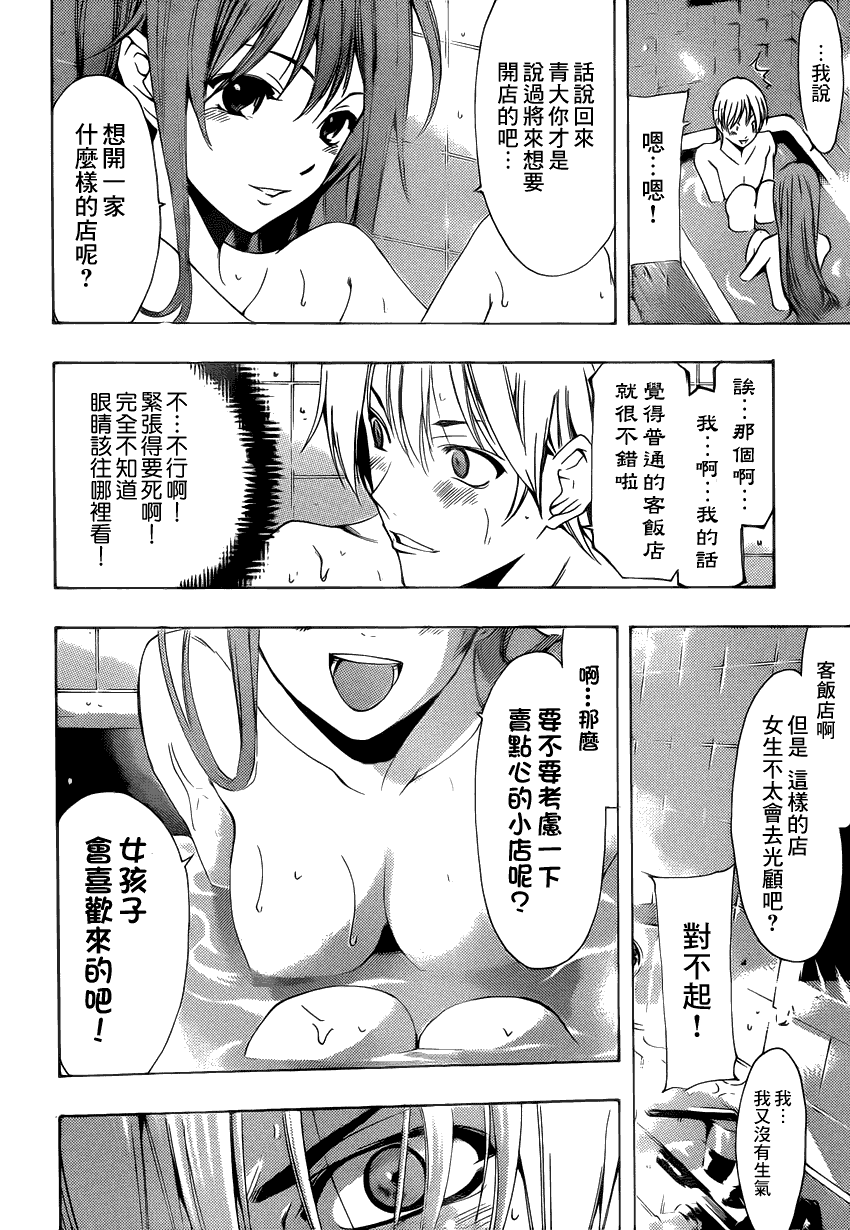 …我說
嗯…嗯！
話說回來
青大你才是
說過將來想要
開店的吧…
想開一家
什麼樣的店呢？
誒…那個啊…
我…啊…我的話
覺得普通的客飯店
就很不錯啦
不…不行啊！
緊張得要死啊！
完全不知道
眼睛該往哪裡看！
客飯店啊
但是 這樣的店
女生不太會去光顧吧？
對不起！
我…
我又沒有生氣
啊…那麼
要不要考慮一下
賣點心的小店呢？
女孩子
會喜歡來的吧！